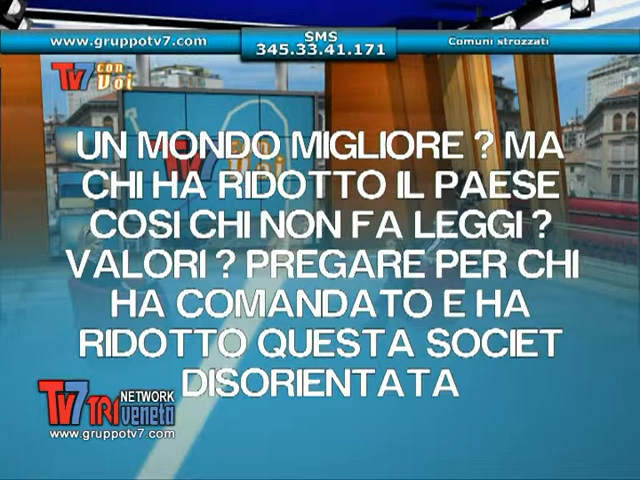 www.gruppotv7.com
SMS
345.33.41.171
Comuni strozzati
TV7 con
Voi
UN MONDO MIGLIORE ? MA
CHI HA RIDOTTO IL PAESE
COSI CHI NON FA LEGGI ?
VALORI ? PREGARE PER CHI
HA COMANDATO E HA
RIDOTTO QUESTA SOCIET
DISORIENTATA
TV7 TRIVENETA NETWORK
www.gruppotv7.com